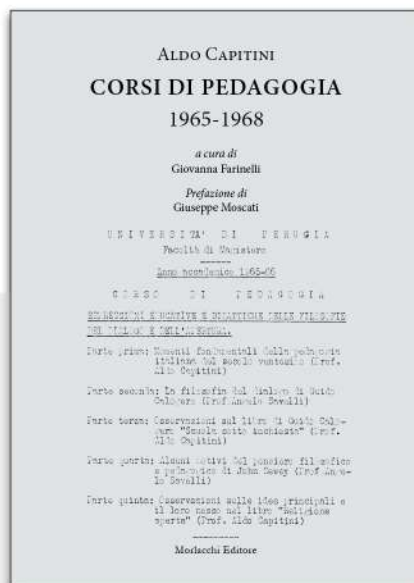 ALDO CAPITINI
CORSI DI PEDAGOGIA
1965-1968
a cura di
Giovanna Farinelli
Prefazione di
Giuseppe Moscati
UNIVERSITA' DI PERUGIA
Facoltà di Magistero
Anno accademico 1965-66
CORSO DI PEDAGOGIA
EDUCATIVE E DIDATTICHE DELLE FILOSOFIE
DEL DIALOGO E DELL'APERTURA.
Parte prima: Momenti fondamentali della pedagogia
italiana del secolo ventesimo (Prof.
Aldo Capitini)
Parte seconda: La filosofia del dialogo di Guido
Calogero (Prof Angelo Savelli)
Parte terza: Osservazioni sul libro di Guido Calo-
gero "Scuola sotto inchiesta" (Prof.
Aldo Capitini)
Parte quarta: Alcuni motivi del pensiero filosofico
e pedagogico di John Dewey (Prof Ange-
lo Savelli)
Parte quinta: Osservazioni sulle idee principali e
il loro nesso nel libro "Religione
aperta" (Prof. Aldo Capitini)
Morlacchi Editore